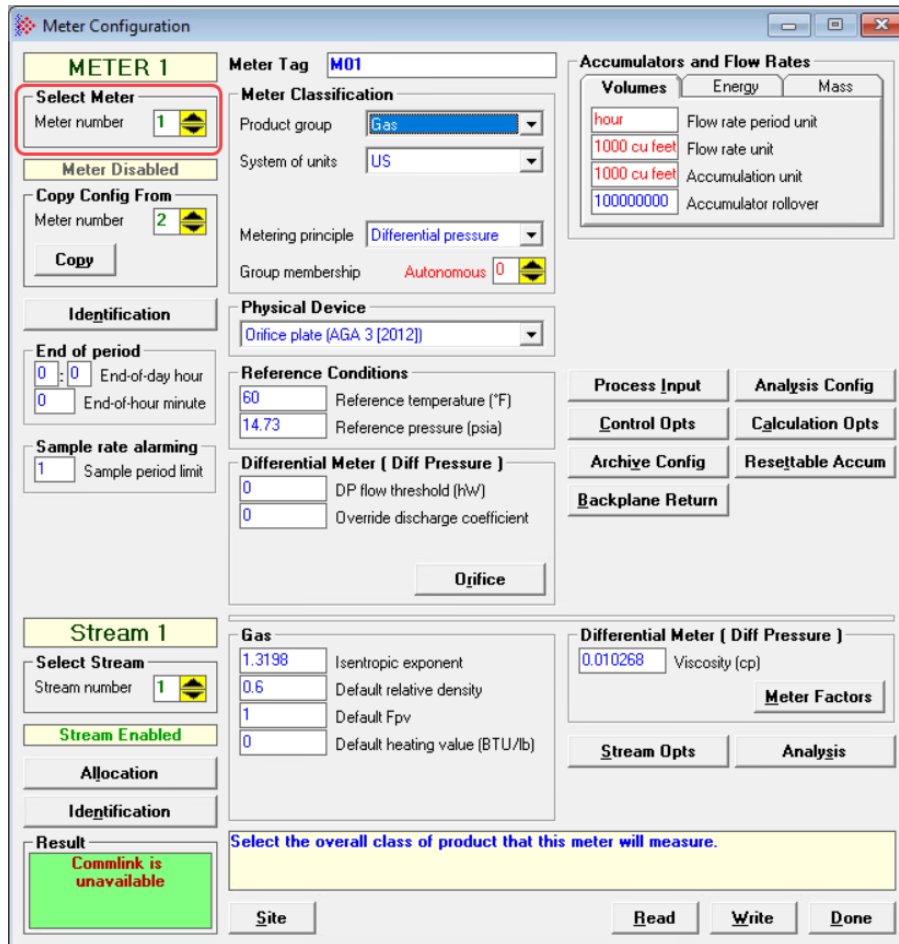 Meter Configuration
METER 1
Select Meter
Meter number 1
Meter Disabled
Copy Config From
Meter number 2
Copy
Identification
End of period
0 : 0 End-of-day hour
0 End-of-hour minute
Sample rate alarming
1 Sample period limit
Meter Tag M01
Meter Classification
Product group Gas
System of units US
Metering principle Differential pressure
Group membership Autonomous 0
Physical Device
Orifice plate (AGA 3 [2012])
Reference Conditions
60 Reference temperature (°F)
14.73 Reference pressure (psia)
Differential Meter ( Diff Pressure )
0 DP flow threshold (hW)
0 Override discharge coefficient
Orifice
Accumulators and Flow Rates
Volumes Energy Mass
hour Flow rate period unit
1000 cu feet Flow rate unit
1000 cu feet Accumulation unit
100000000 Accumulator rollover
Process Input Analysis Config
Control Opts Calculation Opts
Archive Config Resettable Accum
Backplane Return
Stream 1
Select Stream
Stream number 1
Stream Enabled
Allocation
Identification
Gas
1.3198 Isentropic exponent
0.6 Default relative density
1 Default Fpv
0 Default heating value (BTU/lb)
Differential Meter ( Diff Pressure )
0.010268 Viscosity (cp)
Meter Factors
Stream Opts Analysis
Result
Commlink is
unavailable
Select the overall class of product that this meter will measure.
Site Read Write Done